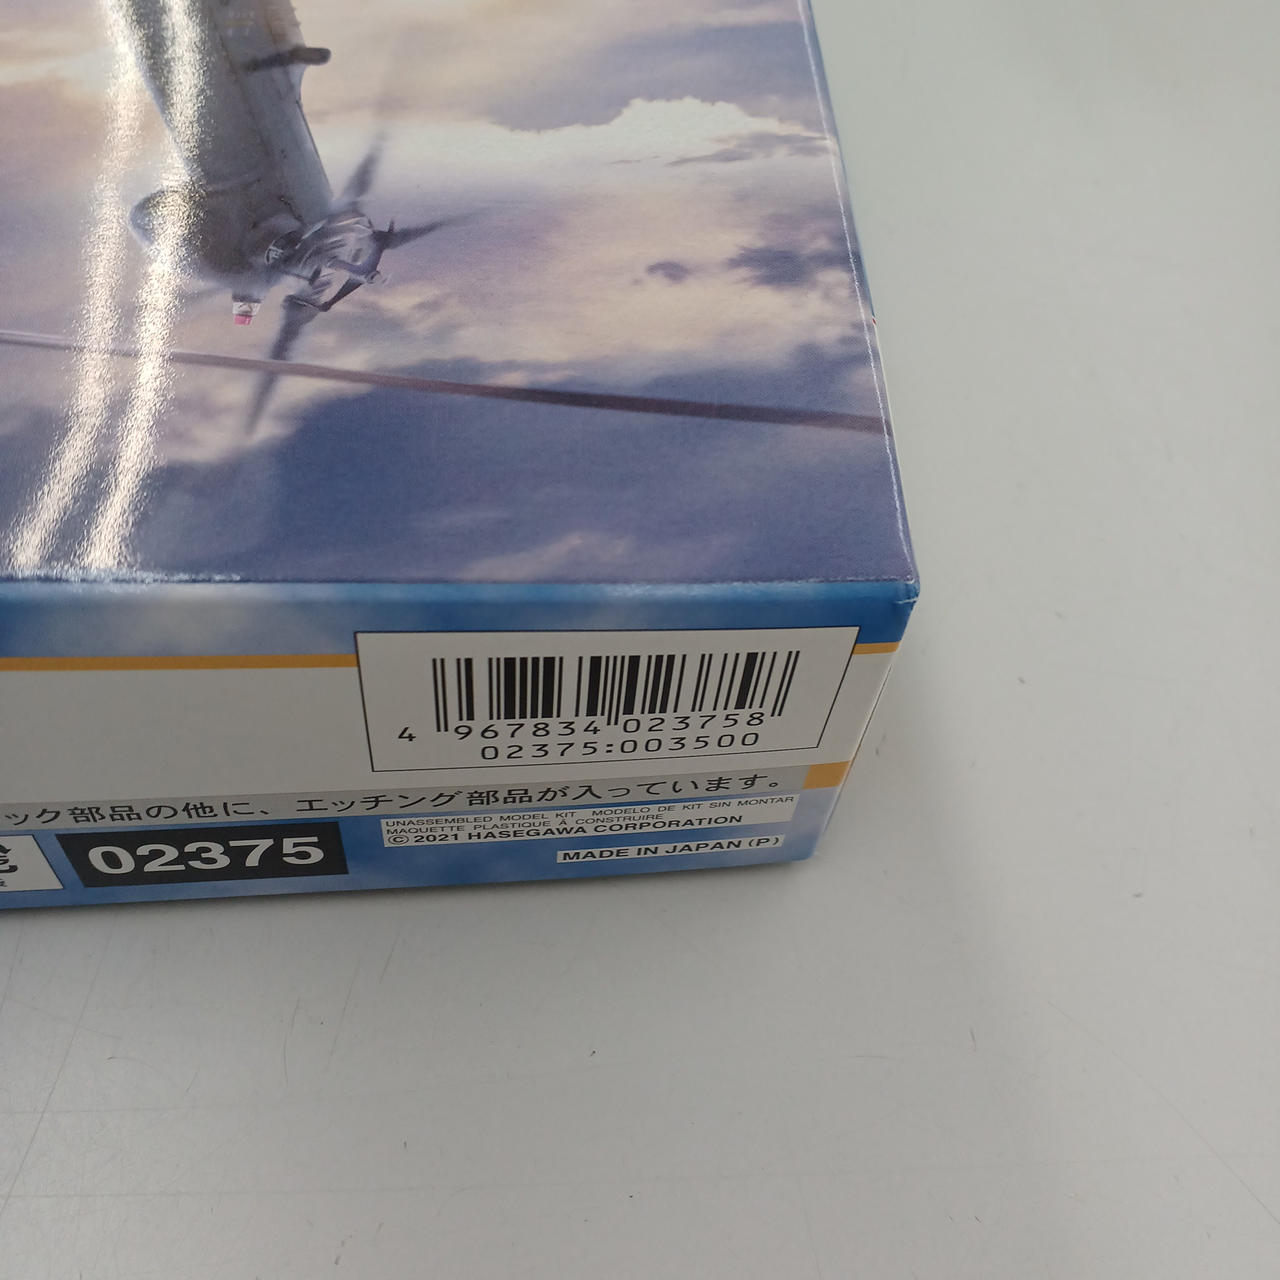 4 967834 023758
02375:003500
ック部品の他に、エッチング部品が入っています。
02375
UNASSEMBLED MODEL KIT MODELO DE KIT SIN MONTAR
MAQUETTE PLASTIQUE À CONSTRUIRE
© 2021 HASEGAWA CORPORATION
MADE IN JAPAN (P)